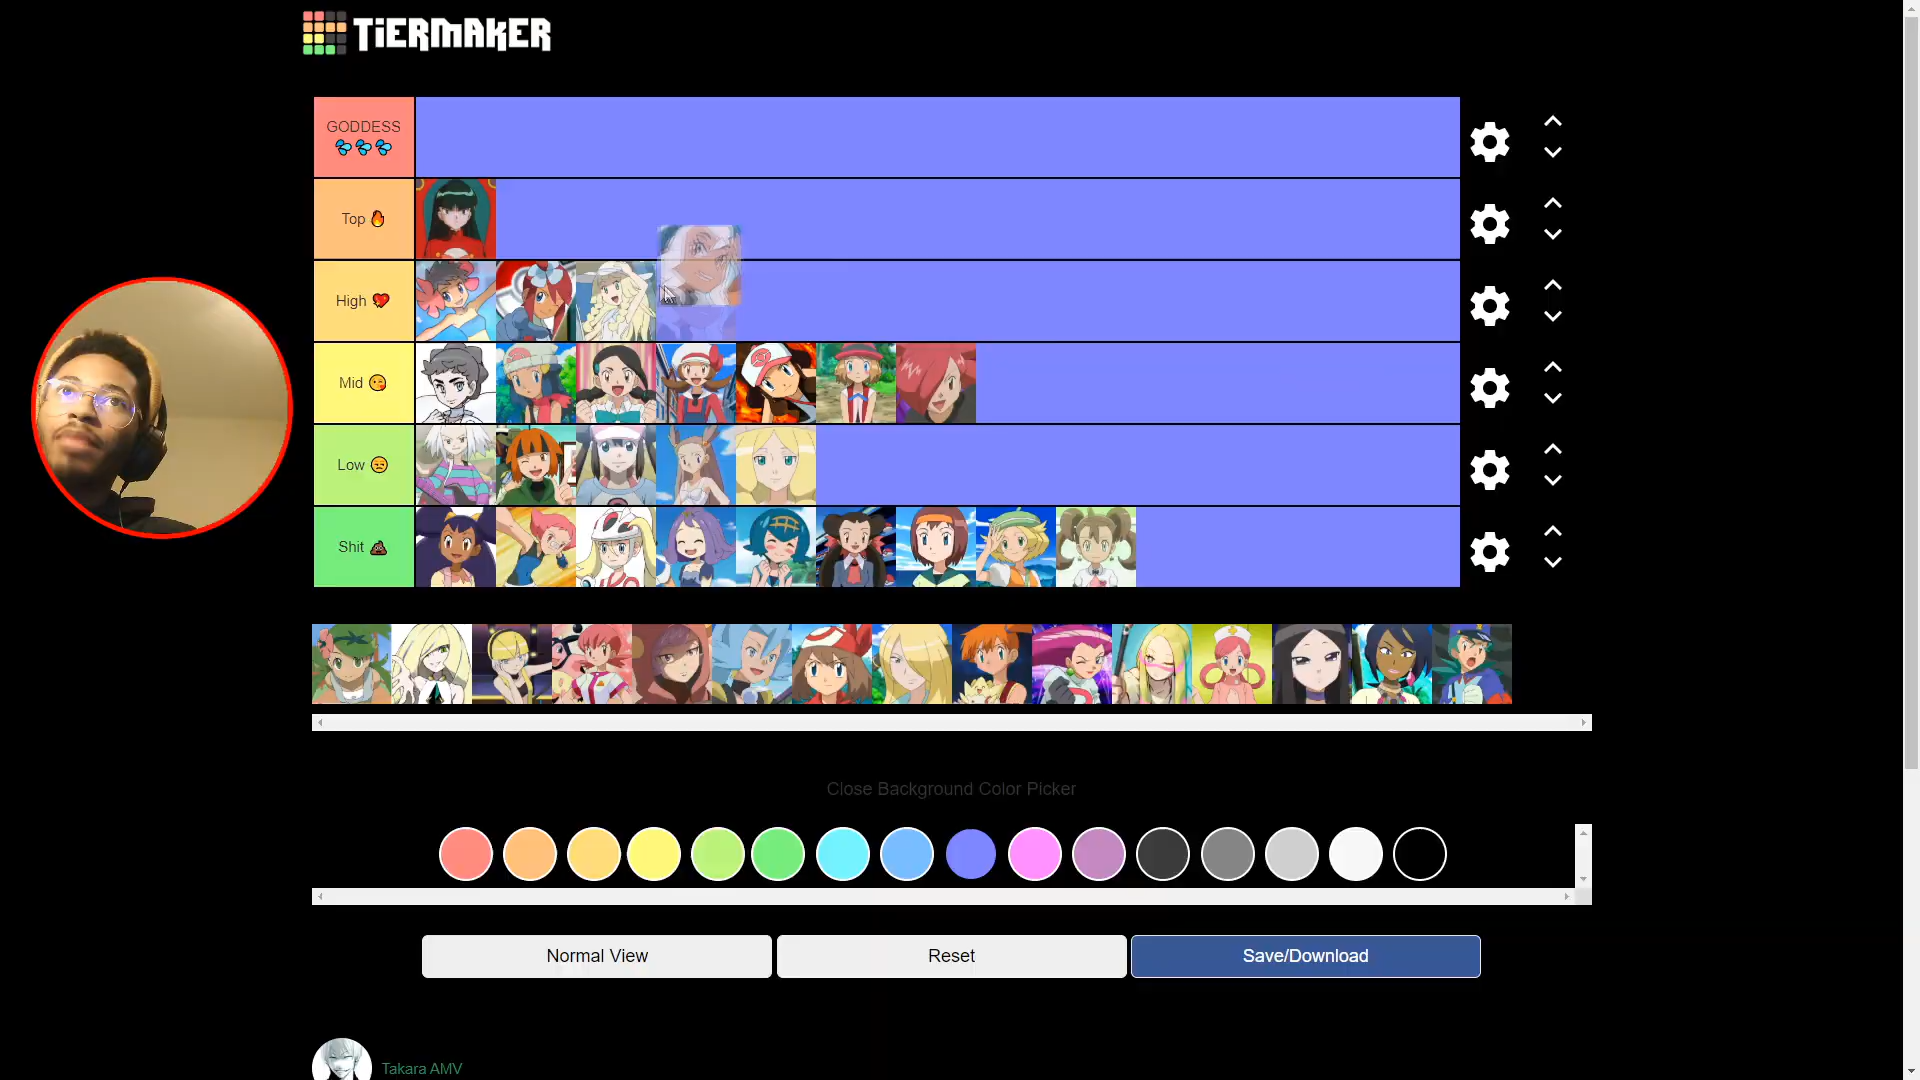 TiERMAKER
GODDESS
💦💦💦
Top 🔥
High 💖
Mid 😘
Low 😒
Shit 💩
Close Background Color Picker
Normal View
Reset
Save/Download
Takara AMV